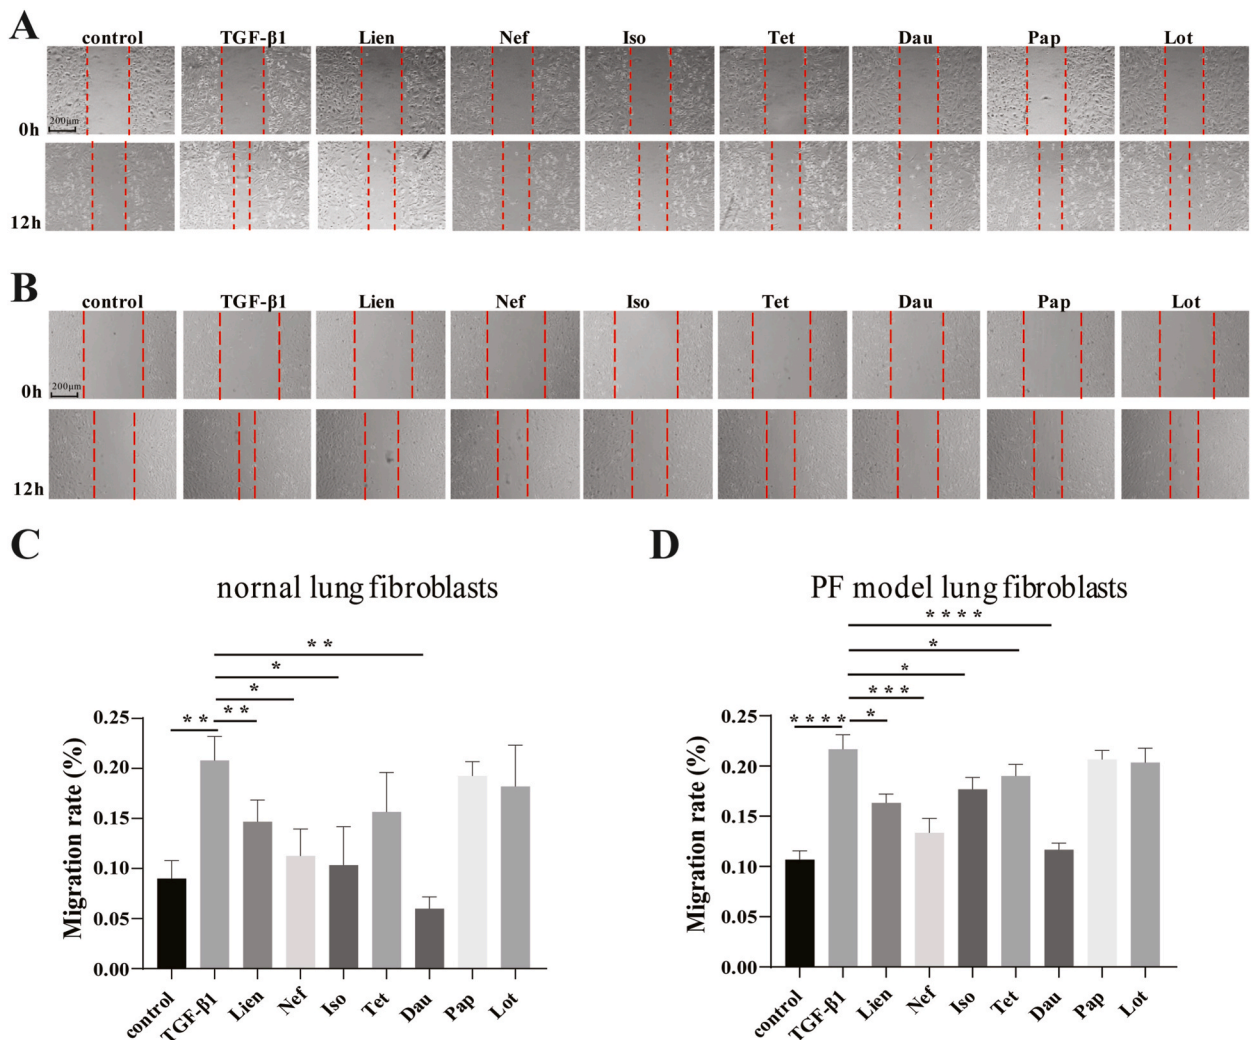 A
control TGF-β1 Lien Nef Iso Tet Dau Pap Lot
0h
200μm
12h
B
control TGF-β1 Lien Nef Iso Tet Dau Pap Lot
0h
200μm
12h
C
nornal lung fibroblasts
**
*
*
** **
Migration rate (%)
0.25
0.20
0.15
0.10
0.05
0.00
control TGF-β1 Lien Nef Iso Tet Dau Pap Lot
D
PF model lung fibroblasts
****
*
*
***
**** *
Migration rate (%)
0.25
0.20
0.15
0.10
0.05
0.00
control TGF-β1 Lien Nef Iso Tet Dau Pap Lot